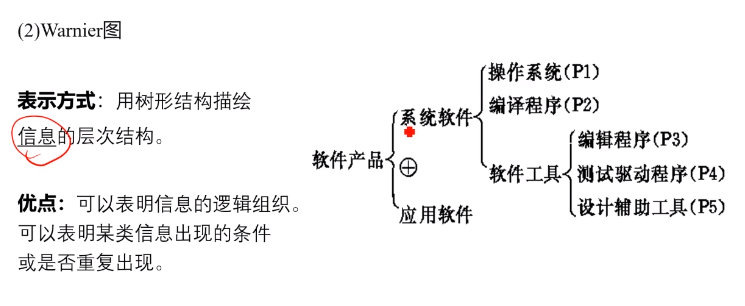 (2)Warnier图
表示方式：用树形结构描绘
信息的层次结构。
优点：可以表明信息的逻辑组织。
可以表明某类信息出现的条件
或是否重复出现。
软件产品
系统软件
⊕
应用软件
操作系统(P1)
编译程序(P2)
软件工具
编辑程序(P3)
测试驱动程序(P4)
设计辅助工具(P5)